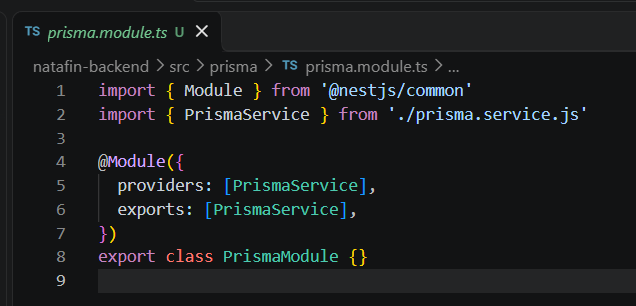 TS prisma.module.ts U ×
natafin-backend > src > prisma > TS prisma.module.ts > ...
1 import { Module } from '@nestjs/common'
2 import { PrismaService } from './prisma.service.js'
3
4 @Module({
5   providers: [PrismaService],
6   exports: [PrismaService],
7 })
8 export class PrismaModule {}
9